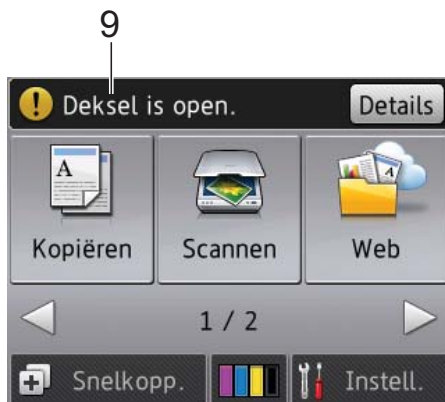 9
Deksel is open. Details
Kopiëren Scannen Web
1 / 2
Snelkopp. Instell.